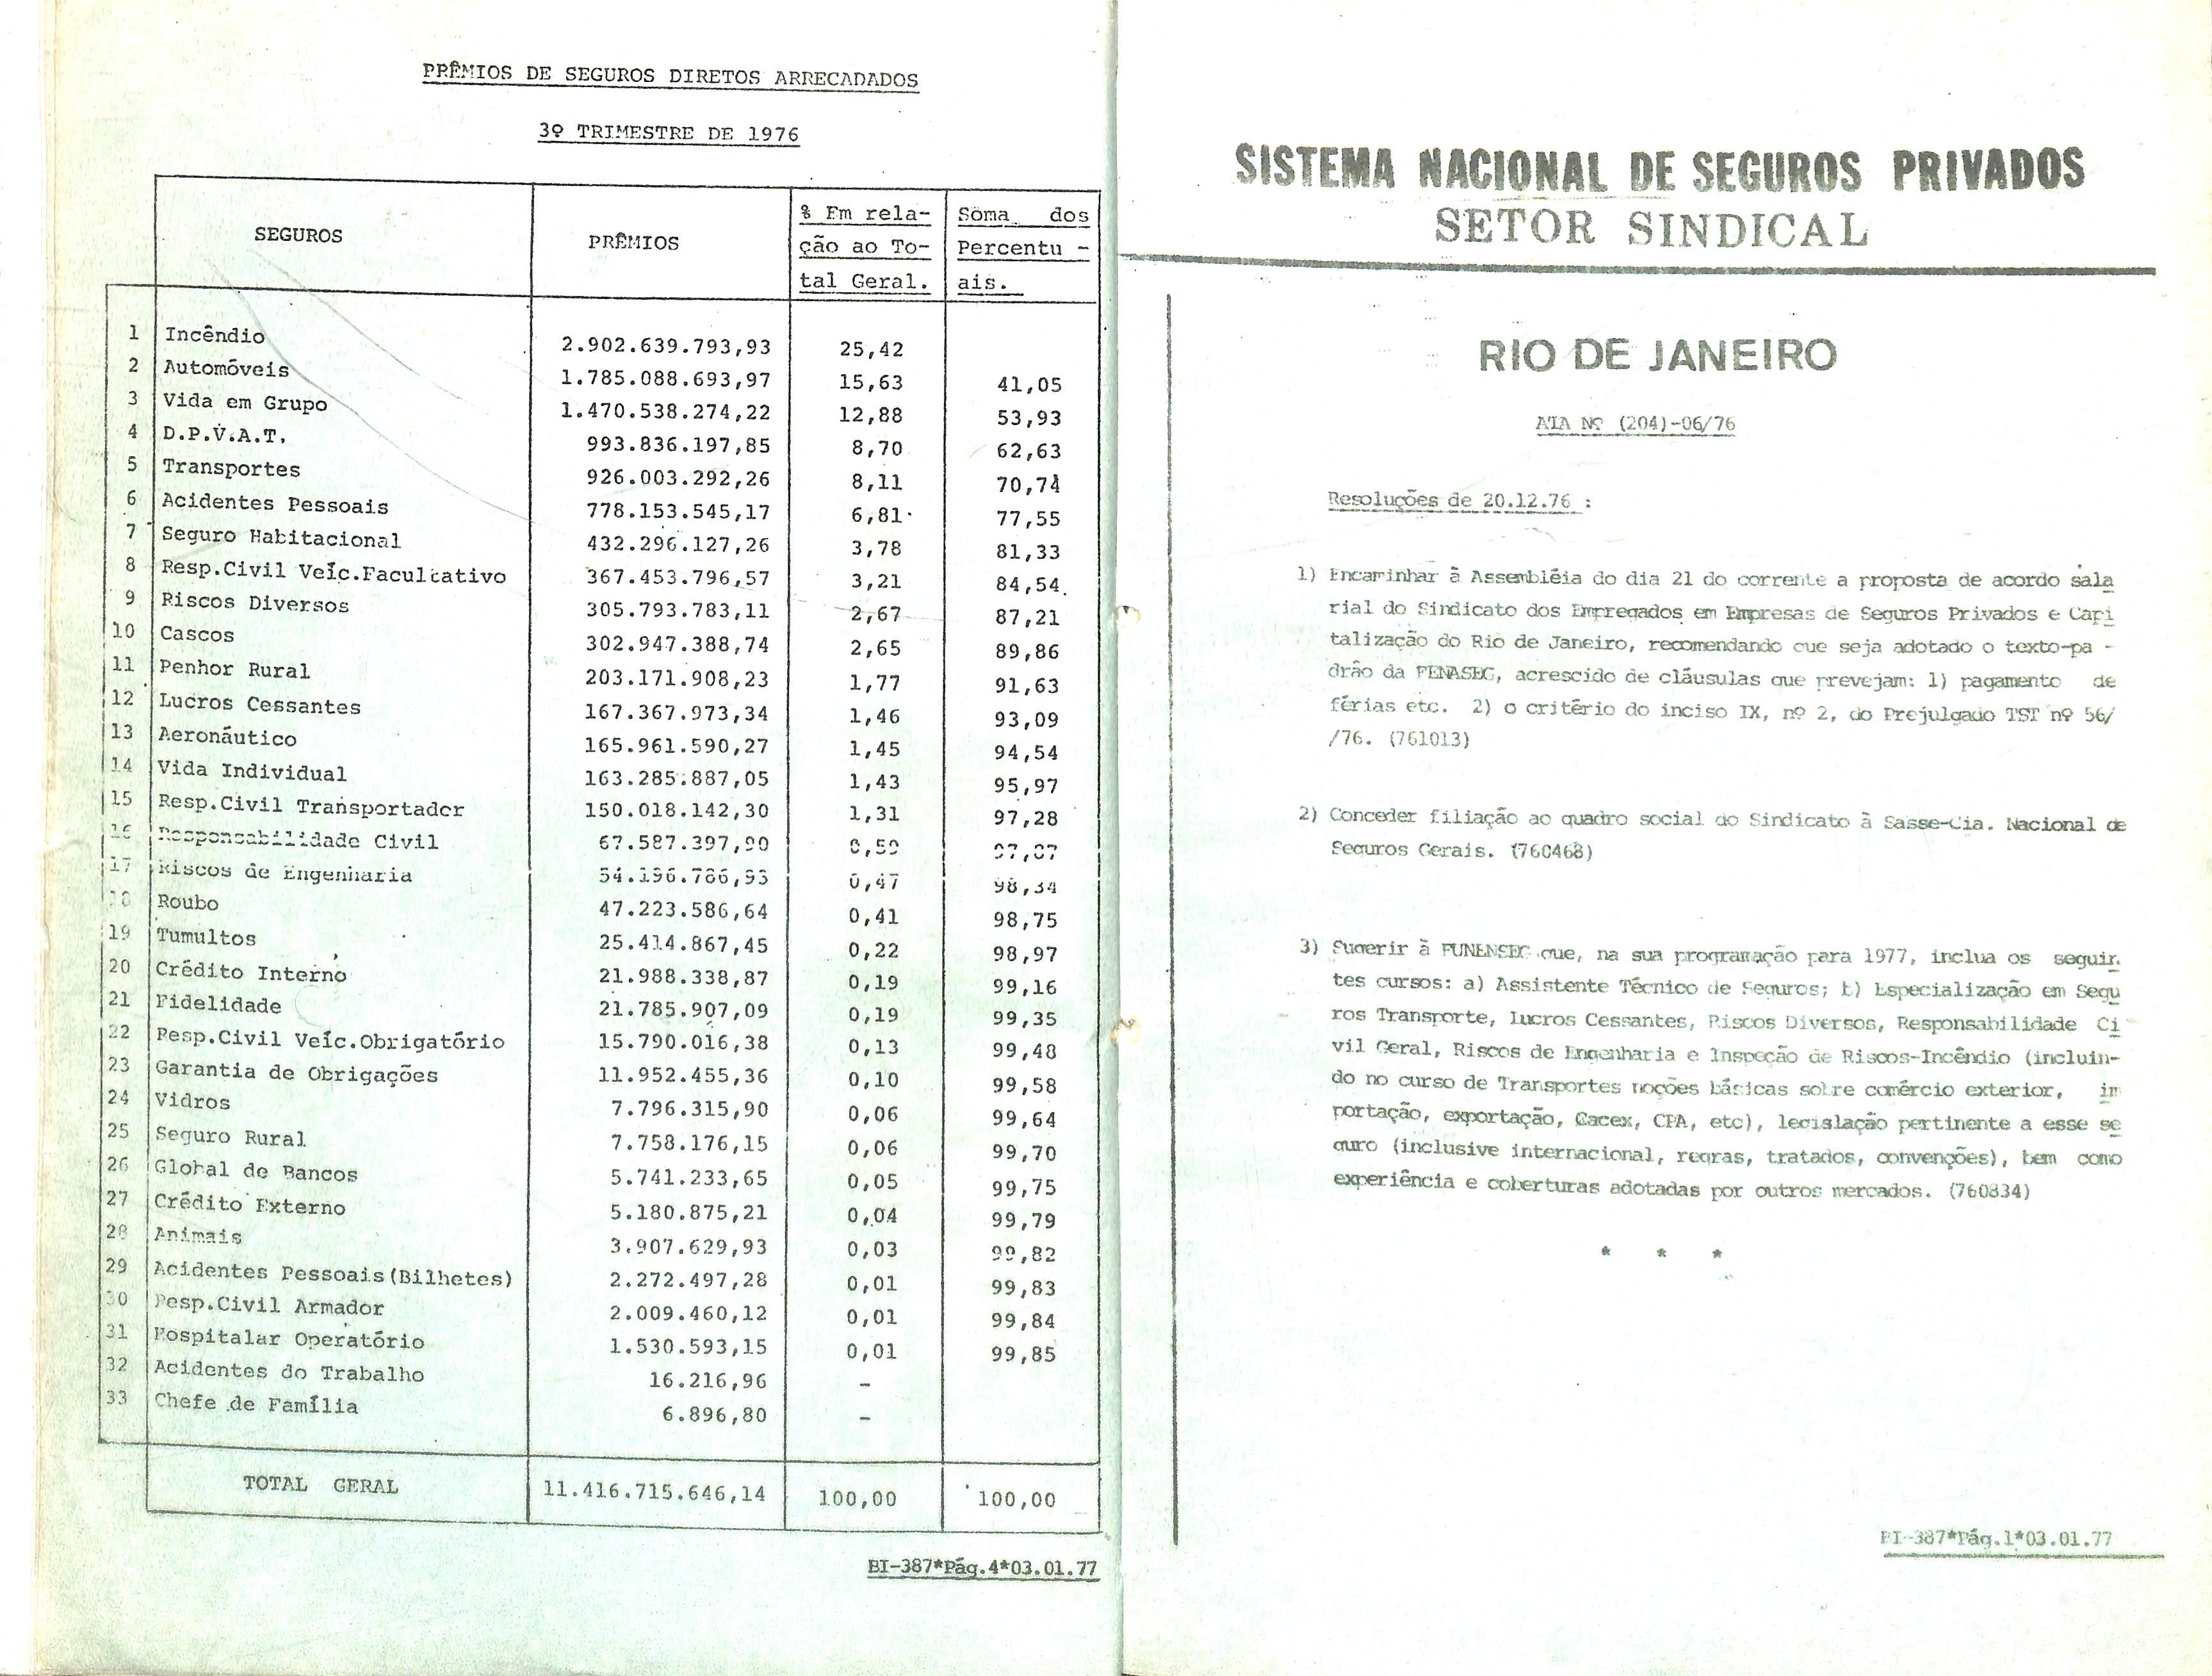 PRÊMIOS DE SEGUROS DIRETOS ARRECADADOS
3º TRIMESTRE DE 1976
SEGUROS PRÊMIOS % Em rela- Soma dos
ção ao To- Percentu -
tal Geral. ais.
1 Incêndio 2.902.639.793,93 25,42
2 Automóveis 1.785.088.693,97 15,63 41,05
3 Vida em Grupo 1.470.538.274,22 12,88 53,93
4 D.P.V.A.T. 993.836.197,85 8,70 62,63
5 Transportes 926.003.292,26 8,11 70,74
6 Acidentes Pessoais 778.153.545,17 6,81 77,55
7 Seguro Habitacional 432.296.127,26 3,78 81,33
8 Resp.Civil Veíc.Facultativo 367.453.796,57 3,21 84,54
9 Riscos Diversos 305.793.783,11 2,67 87,21
10 Cascos 302.947.388,74 2,65 89,86
11 Penhor Rural 203.171.908,23 1,77 91,63
12 Lucros Cessantes 167.367.973,34 1,46 93,09
13 Aeronáutico 165.961.590,27 1,45 94,54
14 Vida Individual 163.285.887,05 1,43 95,97
15 Resp.Civil Transportador 150.018.142,30 1,31 97,28
16 Responsabilidade Civil 67.587.397,90 0,59 97,87
17 Riscos de Engenharia 0,47 98,34
18 Roubo 47.223.586,64 0,41 98,75
19 Tumultos 25.414.867,45 0,22 98,97
20 Crédito Interno 21.988.338,87 0,19 99,16
21 Fidelidade 21.785.907,09 0,19 99,35
22 Resp.Civil Veíc.Obrigatório 15.790.016,38 0,13 99,48
23 Garantia de Obrigações 11.952.455,36 0,10 99,58
24 Vidros 7.796.315,90 0,06 99,64
25 Seguro Rural 7.758.176,15 0,06 99,70
26 Global de Bancos 5.741.233,65 0,05 99,75
27 Crédito Externo 5.180.875,21 0,04 99,79
28 Animais 3.907.629,93 0,03 99,82
29 Acidentes Pessoais(Bilhetes) 2.272.497,28 0,01 99,83
30 Resp.Civil Armador 2.009.460,12 0,01 99,84
31 Hospitalar Operatório 1.530.593,15 0,01 99,85
32 Acidentes do Trabalho 16.216,96 -
33 Chefe de Família 6.896,80 -
TOTAL GERAL 11.416.715.646,14 100,00 100,00
BI-387*Pág.4*03.01.77
SISTEMA NACIONAL DE SEGUROS PRIVADOS
SETOR SINDICAL
RIO DE JANEIRO
ATA Nº (204)-06/76
Resoluções de 20.12.76 :
1) Encaminhar à Assembléia do dia 21 do corrente a proposta de acordo sala
rial do Sindicato dos Empregados em Empresas de Seguros Privados e Capi
talização do Rio de Janeiro, recomendando que seja adotado o texto-pa -
drão da FENASEG, acrescido de cláusulas que prevejam: 1) pagamento de
férias etc. 2) o critério do inciso IX, nº 2, do Prejulgado TST nº 56/
/76. (761013)
2) Conceder filiação ao quadro social do Sindicato à Sasse-Cia. Nacional de
Seguros Gerais. (760468)
3) Sugerir à FUNENSEG que, na sua programação para 1977, inclua os seguin
tes cursos: a) Assistente Técnico de Seguros; b) Especialização em Segu
ros Transporte, Lucros Cessantes, Riscos Diversos, Responsabilidade Ci
vil Geral, Riscos de Engenharia e Inspeção de Riscos-Incêndio (incluin-
do no curso de Transportes noções básicas sobre comércio exterior, im
portação, exportação, Cacex, CPA, etc), legislação pertinente a esse se
guro (inclusive internacional, regras, tratados, convenções), bem como
experiência e coberturas adotadas por outros mercados. (760834)
* * *
BI-387*Pág.1*03.01.77